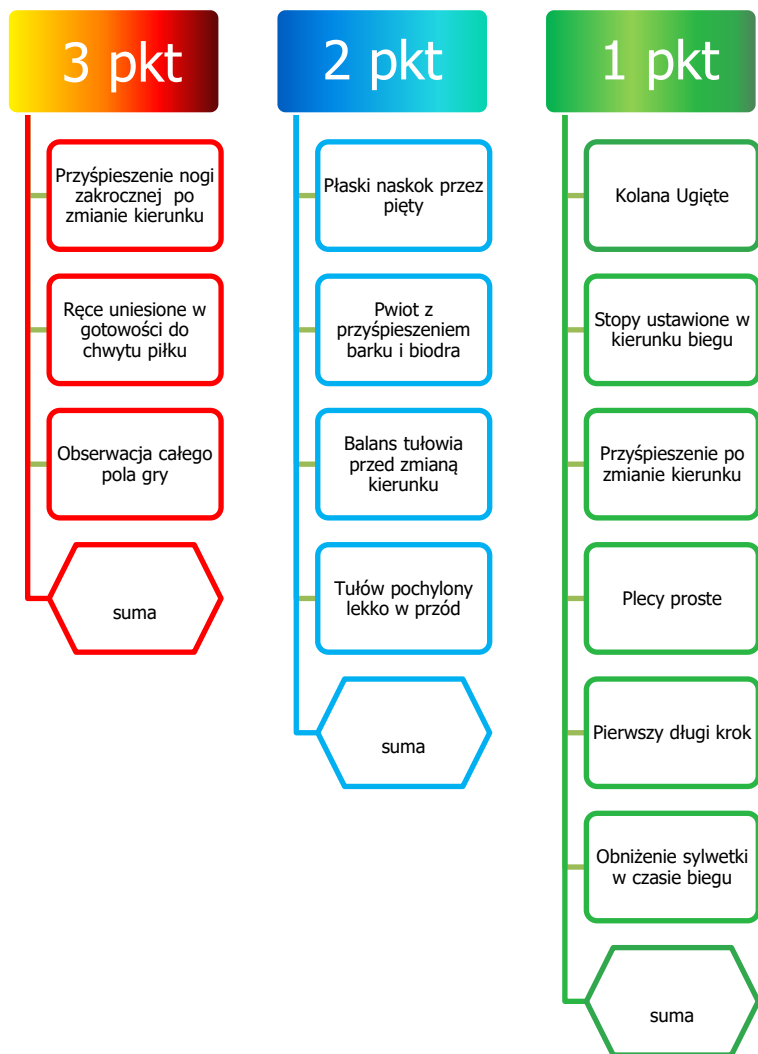 3 pkt
Przyśpieszenie nogi
zakrocznej po
zmianie kierunku
Ręce uniesione w
gotowości do
chwytu piłku
Obserwacja całego
pola gry
suma
2 pkt
Płaski naskok przez
pięty
Pwiot z
przyśpieszeniem
barku i biodra
Balans tułowia
przed zmianą
kierunku
Tułów pochylony
lekko w przód
suma
1 pkt
Kolana Ugięte
Stopy ustawione w
kierunku biegu
Przyśpieszenie po
zmianie kierunku
Plecy proste
Pierwszy długi krok
Obniżenie sylwetki
w czasie biegu
suma